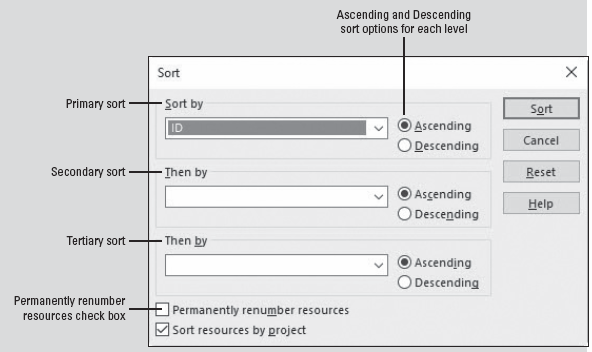 Ascending and Descending
sort options for each level
Sort
Primary sort
Sort by
ID
Ascending
Descending
Sort
Cancel
Reset
Help
Secondary sort
Then by
Ascending
Descending
Tertiary sort
Then by
Ascending
Descending
Permanently renumber
resources check box
Permanently renumber resources
Sort resources by project